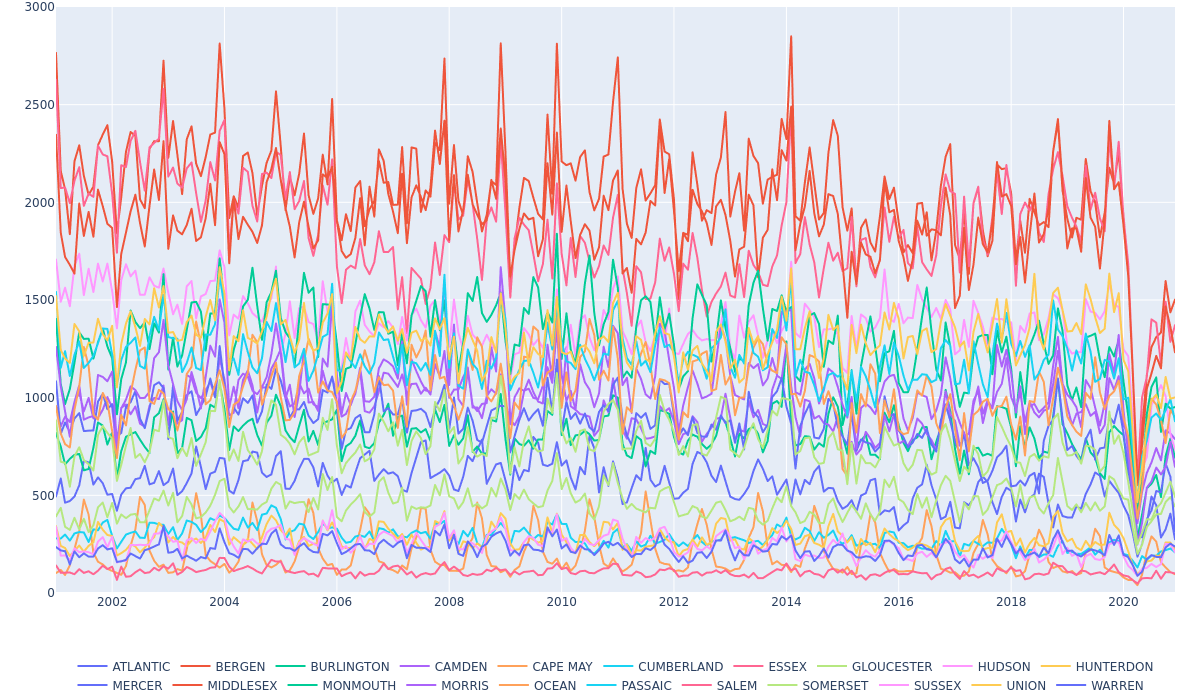 3000
2500
2000
1500
1000
500
0
2002 2004 2006 2008 2010 2012 2014 2016 2018 2020
ATLANTIC BERGEN BURLINGTON CAMDEN CAPE MAY CUMBERLAND ESSEX GLOUCESTER HUDSON HUNTERDON
MERCER MIDDLESEX MONMOUTH MORRIS OCEAN PASSAIC SALEM SOMERSET SUSSEX UNION WARREN